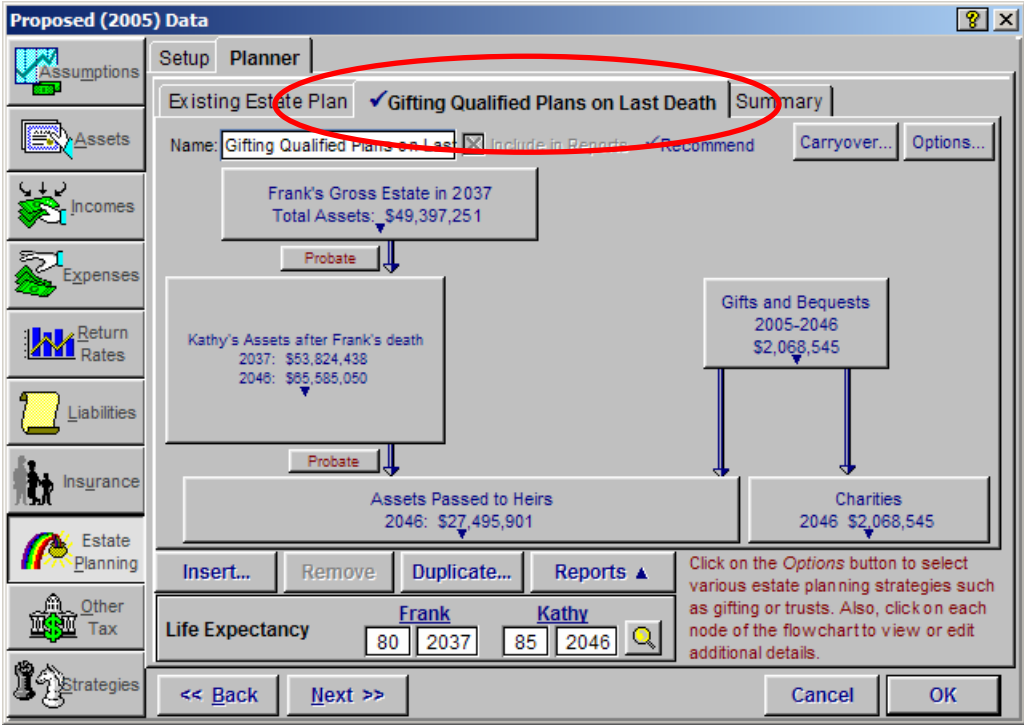 Proposed (2005) Data
?
Assumptions
Assets
Incomes
Expenses
Return
Rates
Liabilities
Insurance
Estate
Planning
Other
Tax
Strategies
Setup Planner
Existing Estate Plan ✓Gifting Qualified Plans on Last Death Summary
Name: Gifting Qualified Plans on Last Include in Reports ✓Recommend Carryover... Options...
Frank's Gross Estate in 2037
Total Assets: $49,397,251
Probate
Kathy's Assets after Frank's death
2037: $53,824,438
2046: $65,585,050
Gifts and Bequests
2005-2046
$2,068,545
Probate
Assets Passed to Heirs
2046: $27,495,901
Charities
2046 $2,068,545
Insert... Remove Duplicate... Reports ▲
Life Expectancy
Frank Kathy
80 2037 85 2046
Click on the Options button to select
various estate planning strategies such
as gifting or trusts. Also, click on each
node of the flowchart to view or edit
additional details.
<< Back Next >> Cancel OK